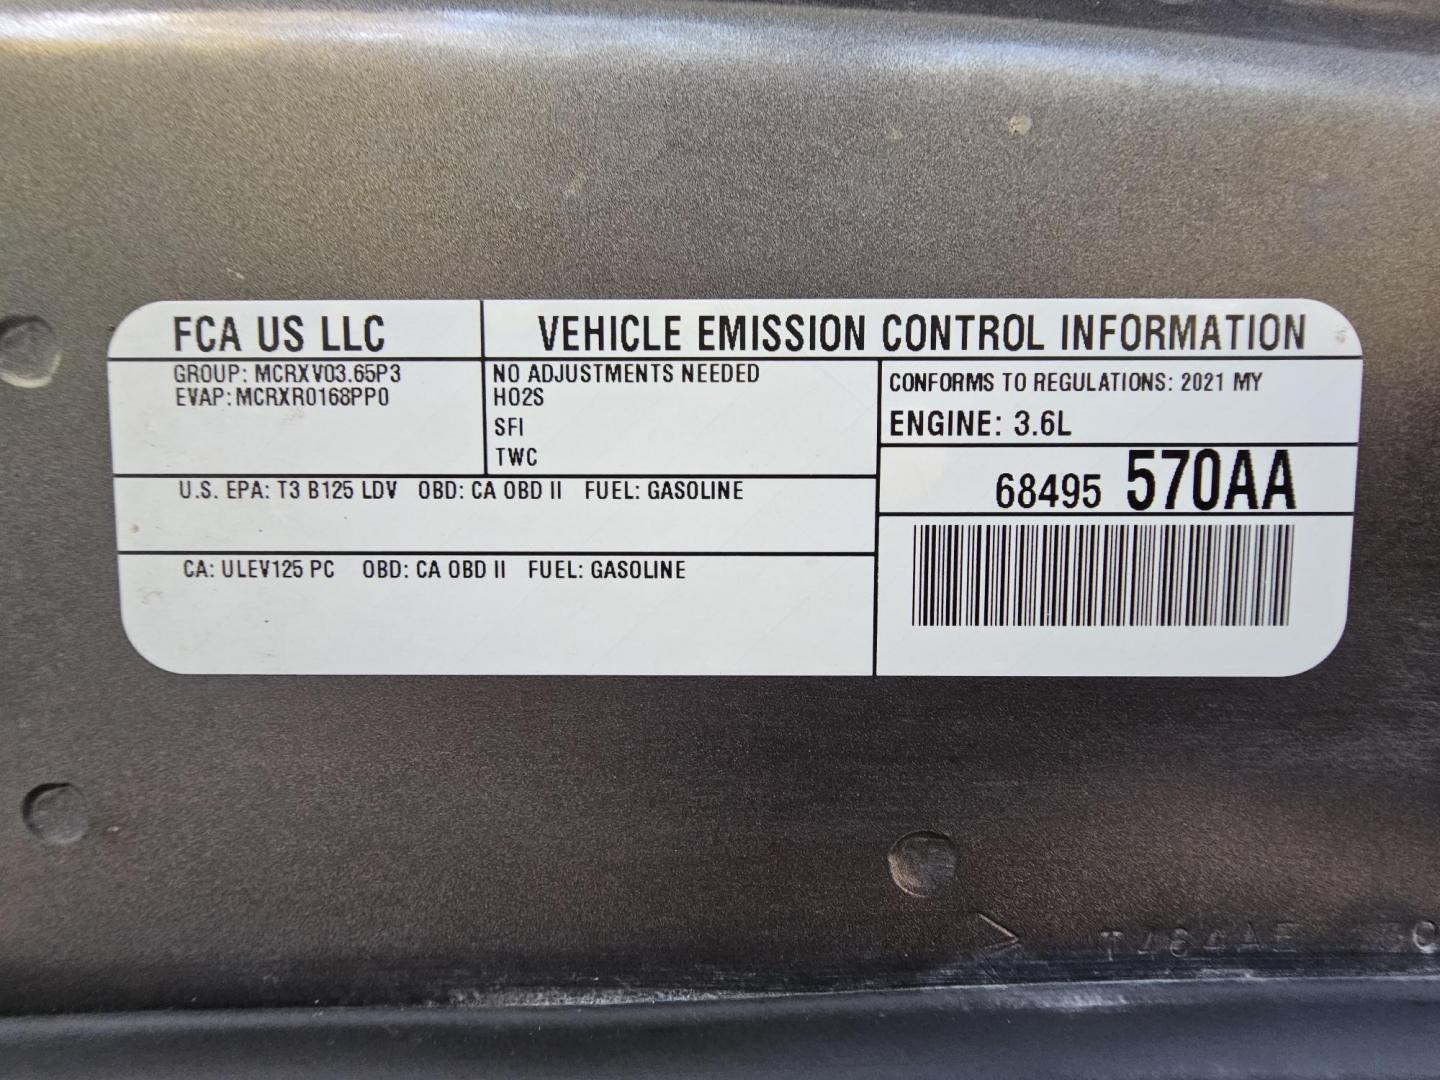 FCA US LLC
VEHICLE EMISSION CONTROL INFORMATION
GROUP: MCRXV03.65P3
EVAP: MCRXR0168PP0
NO ADJUSTMENTS NEEDED
HO2S
SFI
TWC
CONFORMS TO REGULATIONS: 2021 MY
ENGINE: 3.6L
68495 570AA
U.S. EPA: T3 B125 LDV OBD: CA OBD II FUEL: GASOLINE
CA: ULEV125 PC OBD: CA OBD II FUEL: GASOLINE